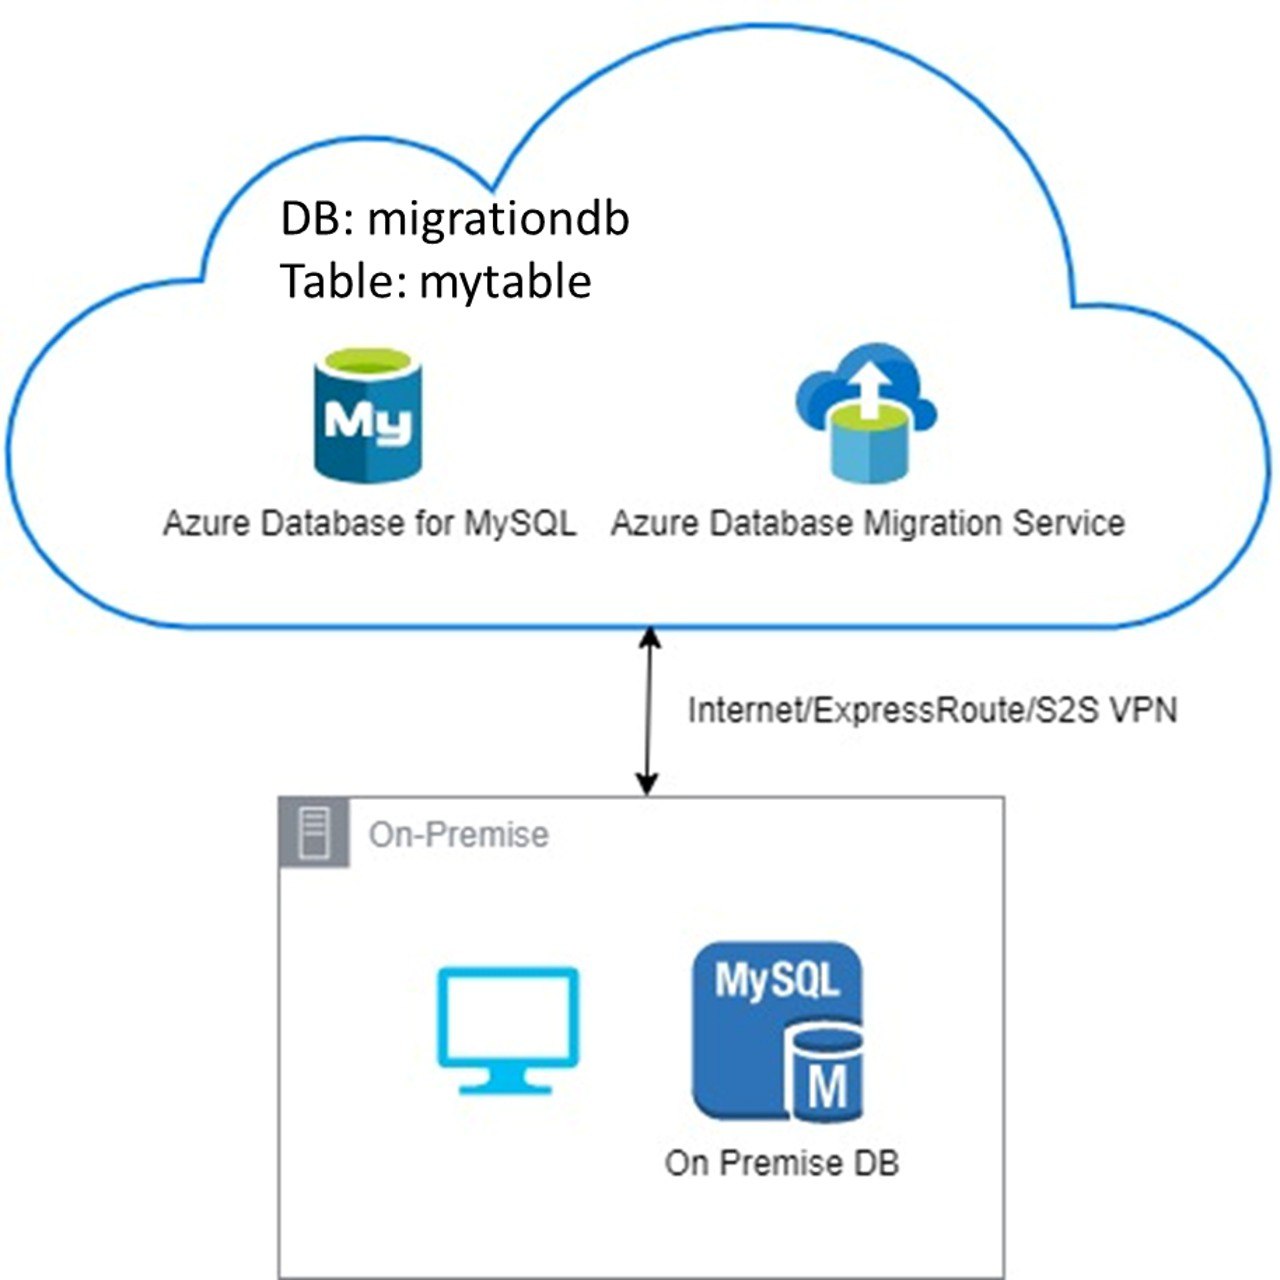 DB: migrationdb
Table: mytable
My
Azure Database for MySQL
Azure Database Migration Service
Internet/ExpressRoute/S2S VPN
On-Premise
MySQL
M
On Premise DB